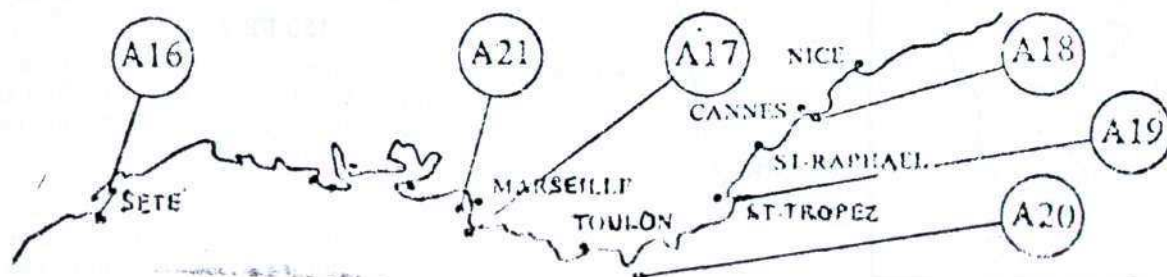 A16
A21
A17
NICE
A18
CANNES
A19
ST-RAPHAEL
SETE
MARSEILLE
TOULON
ST-TROPEZ
A20